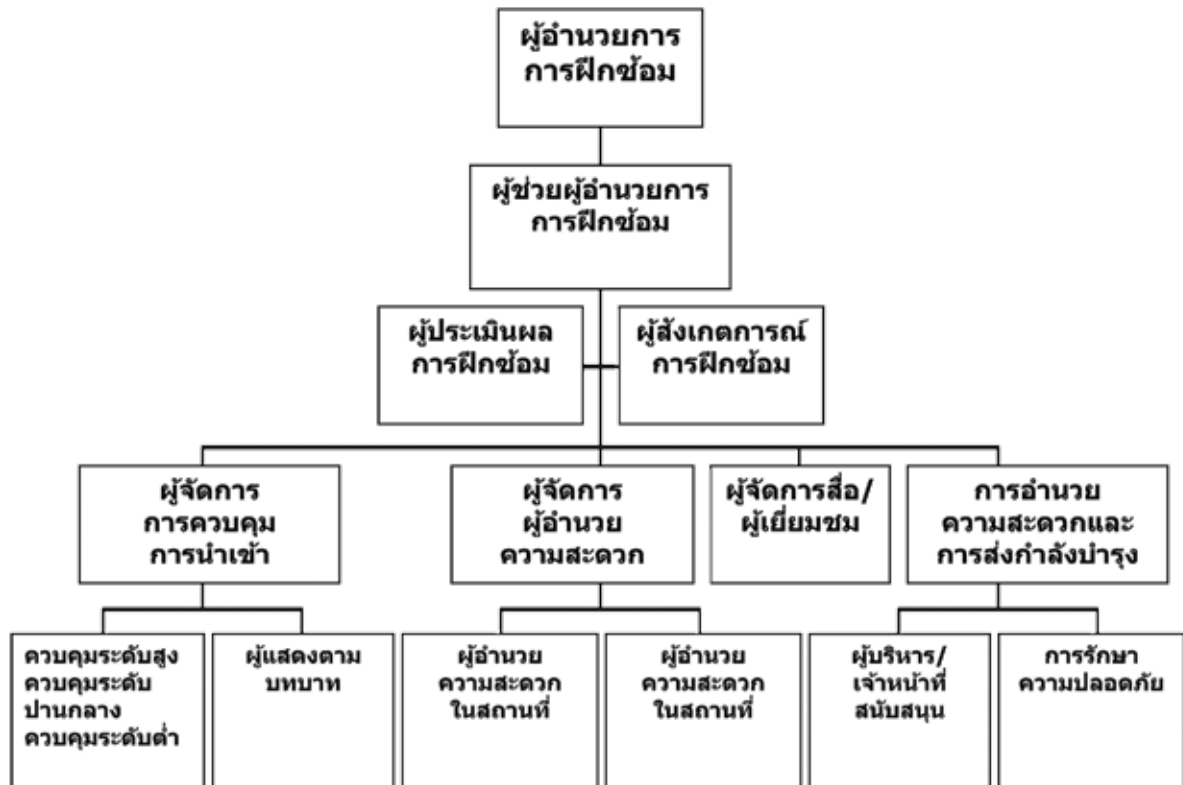 ผู้อำนวยการ
การฝึกซ้อม
ผู้ช่วยผู้อำนวยการ
การฝึกซ้อม
ผู้ประเมินผล
การฝึกซ้อม
ผู้สังเกตการณ์
การฝึกซ้อม
ผู้จัดการ
การควบคุม
การนำเข้า
ผู้จัดการ
ผู้อำนวย
ความสะดวก
ผู้จัดการสื่อ/
ผู้เยี่ยมชม
การอำนวย
ความสะดวกและ
การส่งกำลังบำรุง
ควบคุมระดับสูง
ควบคุมระดับ
ปานกลาง
ควบคุมระดับต่ำ
ผู้แสดงตาม
บทบาท
ผู้อำนวย
ความสะดวก
ในสถานที่
ผู้อำนวย
ความสะดวก
ในสถานที่
ผู้บริหาร/
เจ้าหน้าที่
สนับสนุน
การรักษา
ความปลอดภัย